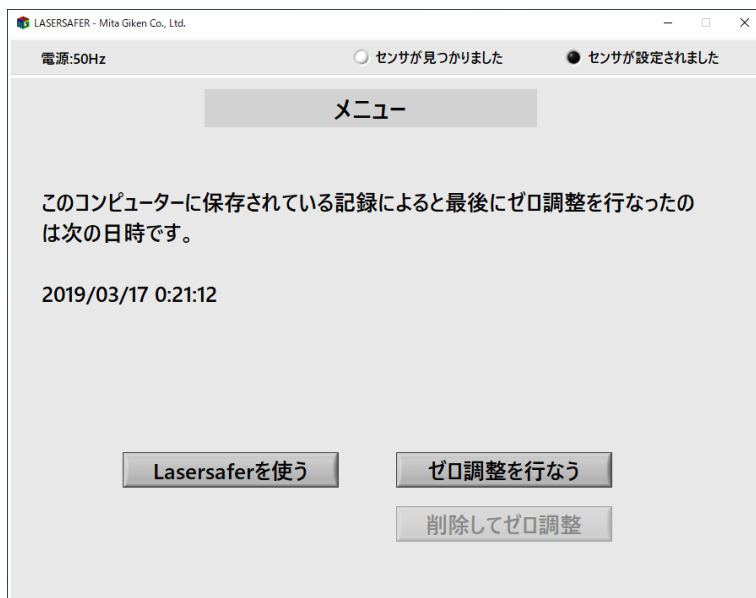 LASERSAFER - Mita Giken Co., Ltd.
電源:50Hz センサが見つかりました センサが設定されました
メニュー
このコンピューターに保存されている記録によると最後にゼロ調整を行なったの
は次の日時です。
2019/03/17 0:21:12
Lasersaferを使う ゼロ調整を行なう
削除してゼロ調整